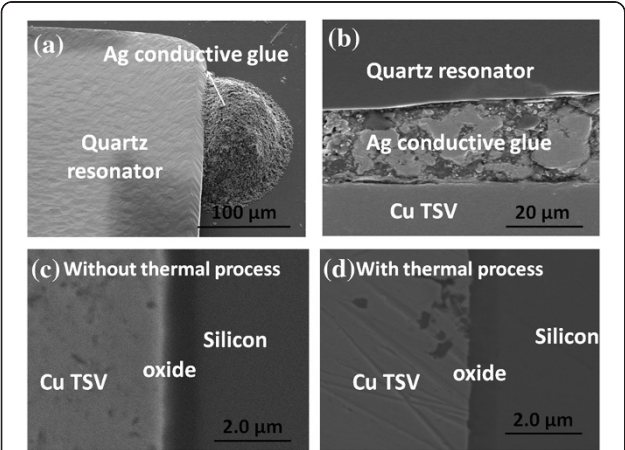 (a)
Ag conductive glue
Quartz
resonator
100 μm
(b)
Quartz resonator
Ag conductive glue
Cu TSV
20 μm
(c) Without thermal process
Silicon
oxide
Cu TSV
2.0 μm
(d) With thermal process
Silicon
oxide
Cu TSV
2.0 μm